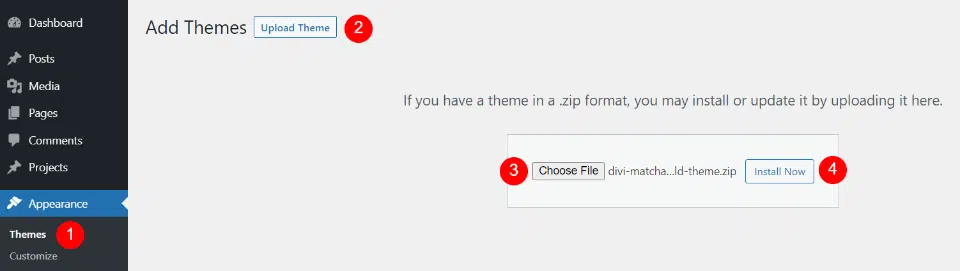 Dashboard
Posts
Media
Pages
Comments
Projects
Appearance
Themes 1
Customize
Add Themes Upload Theme 2
If you have a theme in a .zip format, you may install or update it by uploading it here.
3 Choose File divi-matcha...ld-theme.zip Install Now 4